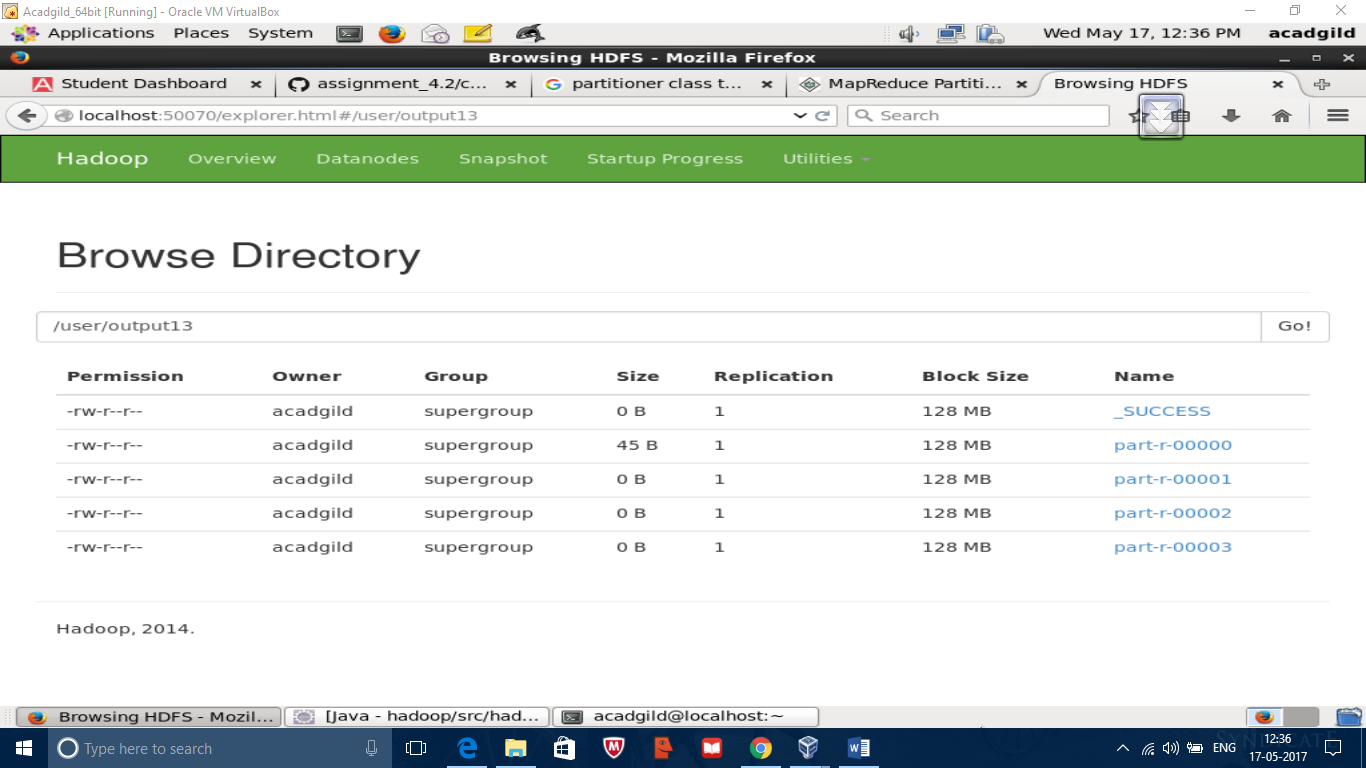 Acadgild_64bit [Running] - Oracle VM VirtualBox
Applications Places System Wed May 17, 12:36 PM acadgild
Browsing HDFS - Mozilla Firefox
Student Dashboard assignment_4.2/c... partitioner class t... MapReduce Partiti... Browsing HDFS
localhost:50070/explorer.html#/user/output13 Search
Hadoop Overview Datanodes Snapshot Startup Progress Utilities
Browse Directory
/user/output13 Go!
Permission Owner Group Size Replication Block Size Name
-rw-r--r-- acadgild supergroup 0 B 1 128 MB _SUCCESS
-rw-r--r-- acadgild supergroup 45 B 1 128 MB part-r-00000
-rw-r--r-- acadgild supergroup 0 B 1 128 MB part-r-00001
-rw-r--r-- acadgild supergroup 0 B 1 128 MB part-r-00002
-rw-r--r-- acadgild supergroup 0 B 1 128 MB part-r-00003
Hadoop, 2014.
Browsing HDFS - Mozil... [Java - hadoop/src/had... acadgild@localhost:~
Type here to search ENG 12:36
17-05-2017